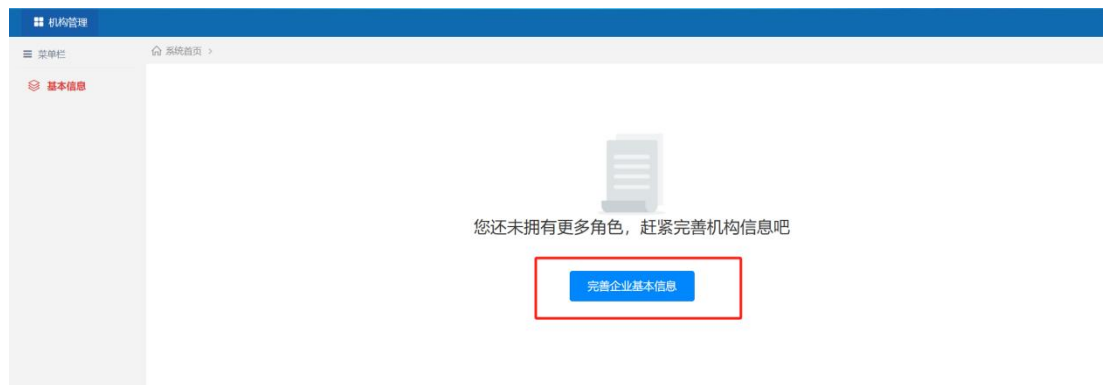 机构管理
菜单栏
系统首页 >
基本信息
您还未拥有更多角色，赶紧完善机构信息吧
完善企业基本信息